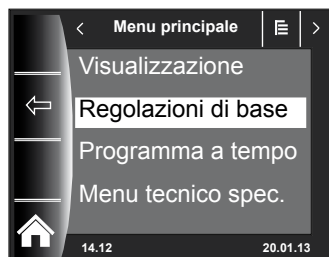 Menu principale
Visualizzazione
Regolazioni di base
Programma a tempo
Menu tecnico spec.
14.12 20.01.13